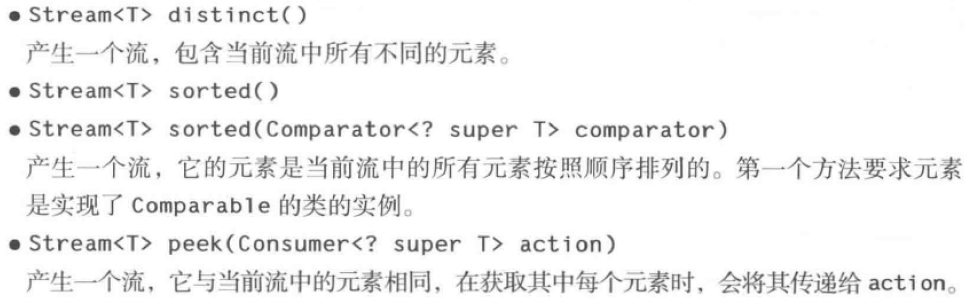 ● Stream<T> distinct()
产生一个流，包含当前流中所有不同的元素。
● Stream<T> sorted()
● Stream<T> sorted(Comparator<? super T> comparator)
产生一个流，它的元素是当前流中的所有元素按照顺序排列的。第一个方法要求元素
是实现了 Comparable 的类的实例。
● Stream<T> peek(Consumer<? super T> action)
产生一个流，它与当前流中的元素相同，在获取其中每个元素时，会将其传递给 action。